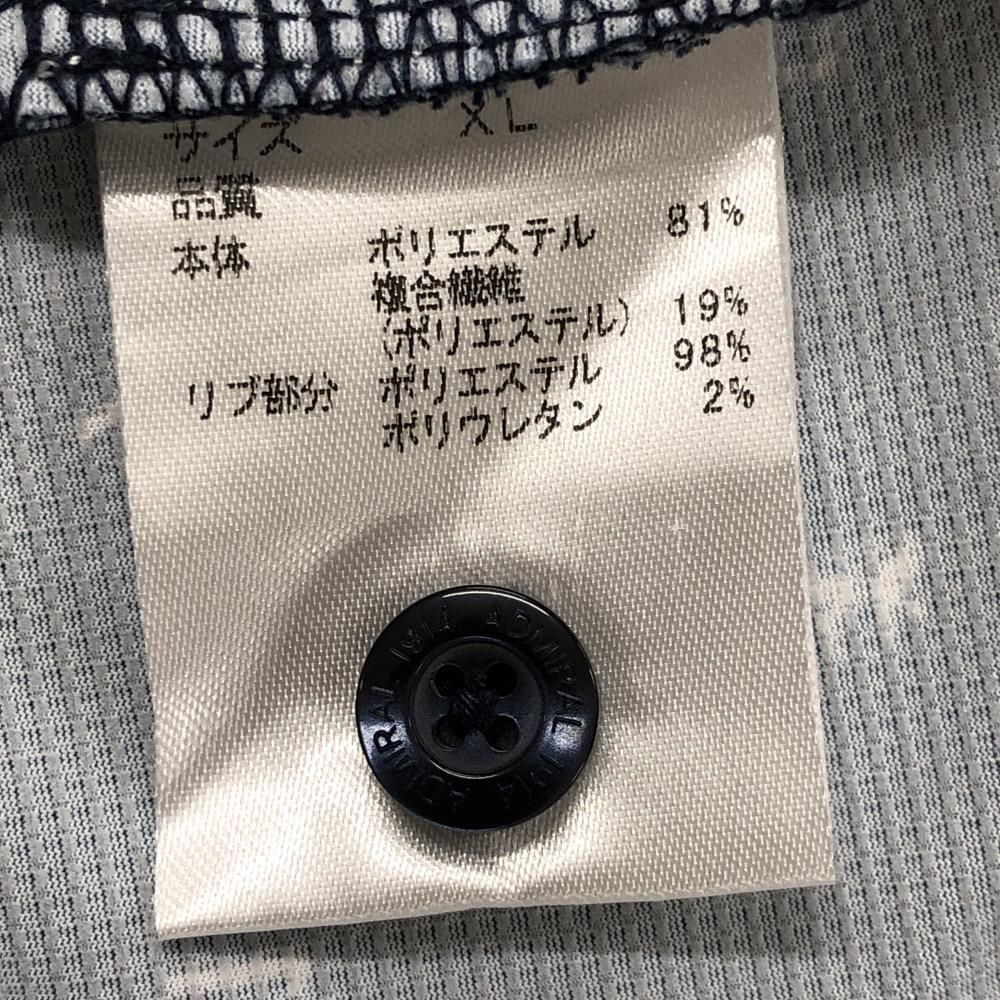 サイズ XL
品質
本体 ポリエステル 81%
複合繊維
(ポリエステル) 19%
リブ部分 ポリエステル 98%
ポリウレタン 2%
1914 ADMIRAL 1914 ADMIRAL